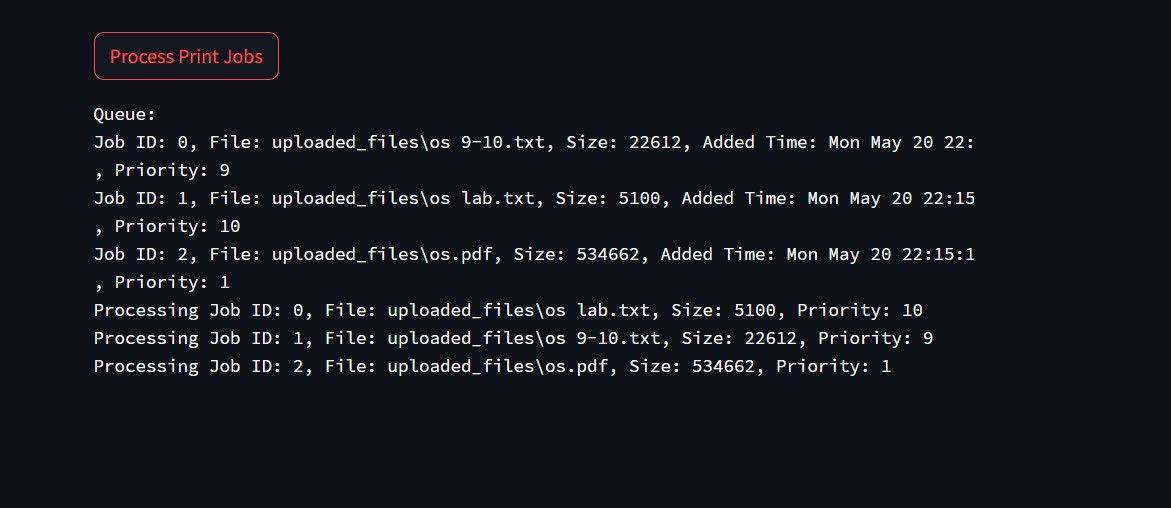 Process Print Jobs
Queue:
Job ID: 0, File: uploaded_files\os 9-10.txt, Size: 22612, Added Time: Mon May 20 22:
, Priority: 9
Job ID: 1, File: uploaded_files\os lab.txt, Size: 5100, Added Time: Mon May 20 22:15
, Priority: 10
Job ID: 2, File: uploaded_files\os.pdf, Size: 534662, Added Time: Mon May 20 22:15:1
, Priority: 1
Processing Job ID: 0, File: uploaded_files\os lab.txt, Size: 5100, Priority: 10
Processing Job ID: 1, File: uploaded_files\os 9-10.txt, Size: 22612, Priority: 9
Processing Job ID: 2, File: uploaded_files\os.pdf, Size: 534662, Priority: 1